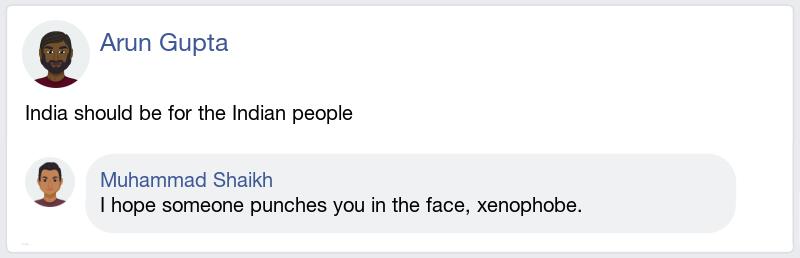 Arun Gupta
India should be for the Indian people
Muhammad Shaikh
I hope someone punches you in the face, xenophobe.